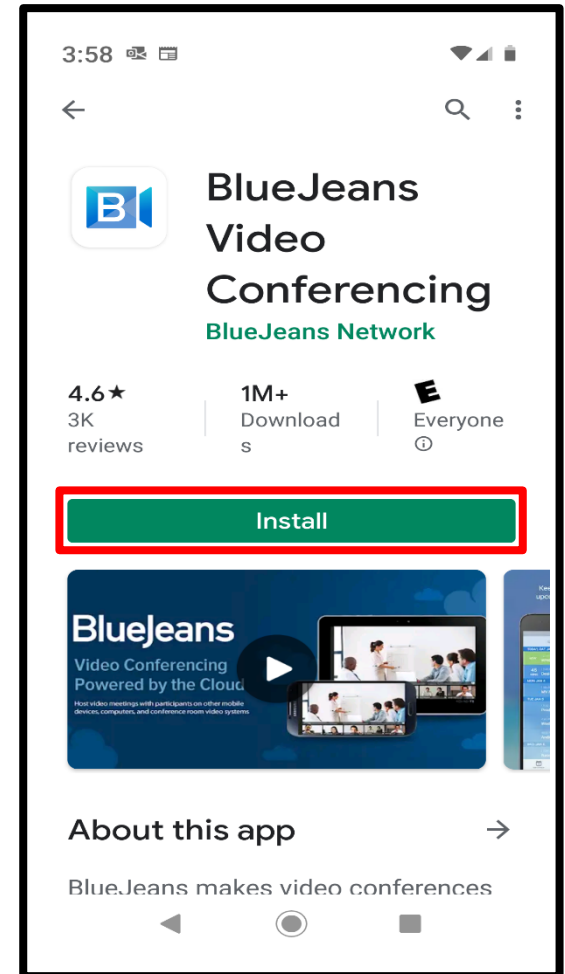 3:58
BlueJeans
Video
Conferencing
BlueJeans Network
4.6★
3K
reviews
1M+
Download
s
E
Everyone
Install
B
BlueJeans
Video Conferencing
Powered by the Cloud
Host video meetings with participants on other mobile
devices, computers, and conference room video systems
About this app
BlueJeans makes video conferences